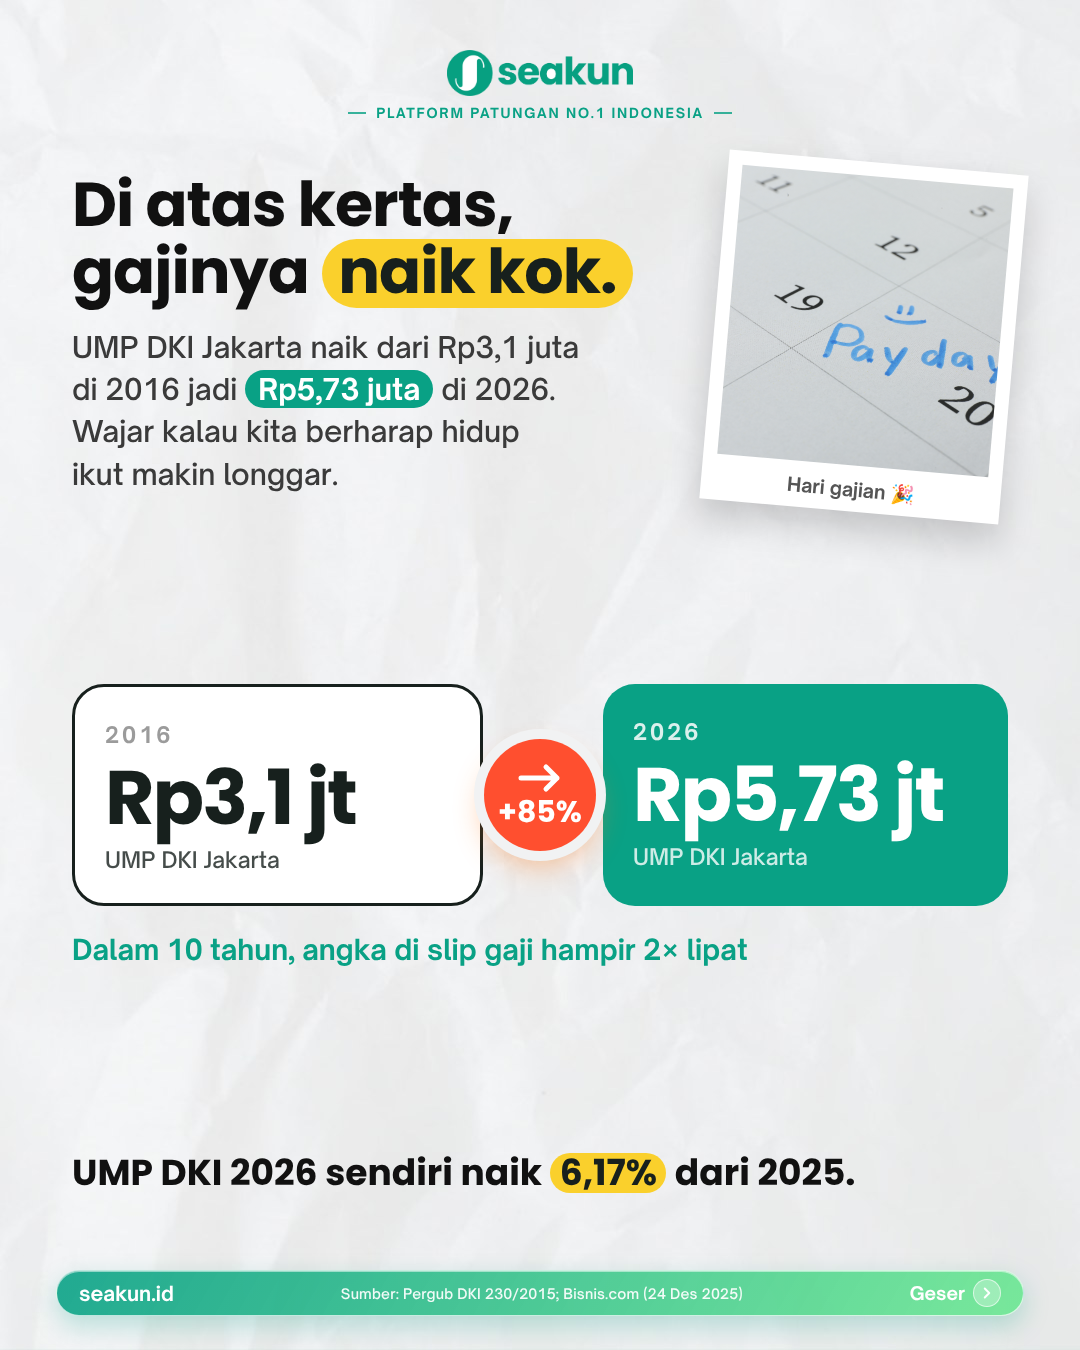 seakun
PLATFORM PATUNGAN NO.1 INDONESIA
Di atas kertas,
gajinya naik kok.
UMP DKI Jakarta naik dari Rp3,1 juta
di 2016 jadi Rp5,73 juta di 2026.
Wajar kalau kita berharap hidup
ikut makin longgar.
11
5
12
19
Payday
20
Hari gajian 🎉
2016
Rp3,1 jt
UMP DKI Jakarta
→
+85%
2026
Rp5,73 jt
UMP DKI Jakarta
Dalam 10 tahun, angka di slip gaji hampir 2× lipat
UMP DKI 2026 sendiri naik 6,17% dari 2025.
seakun.id
Sumber: Pergub DKI 230/2015; Bisnis.com (24 Des 2025)
Geser